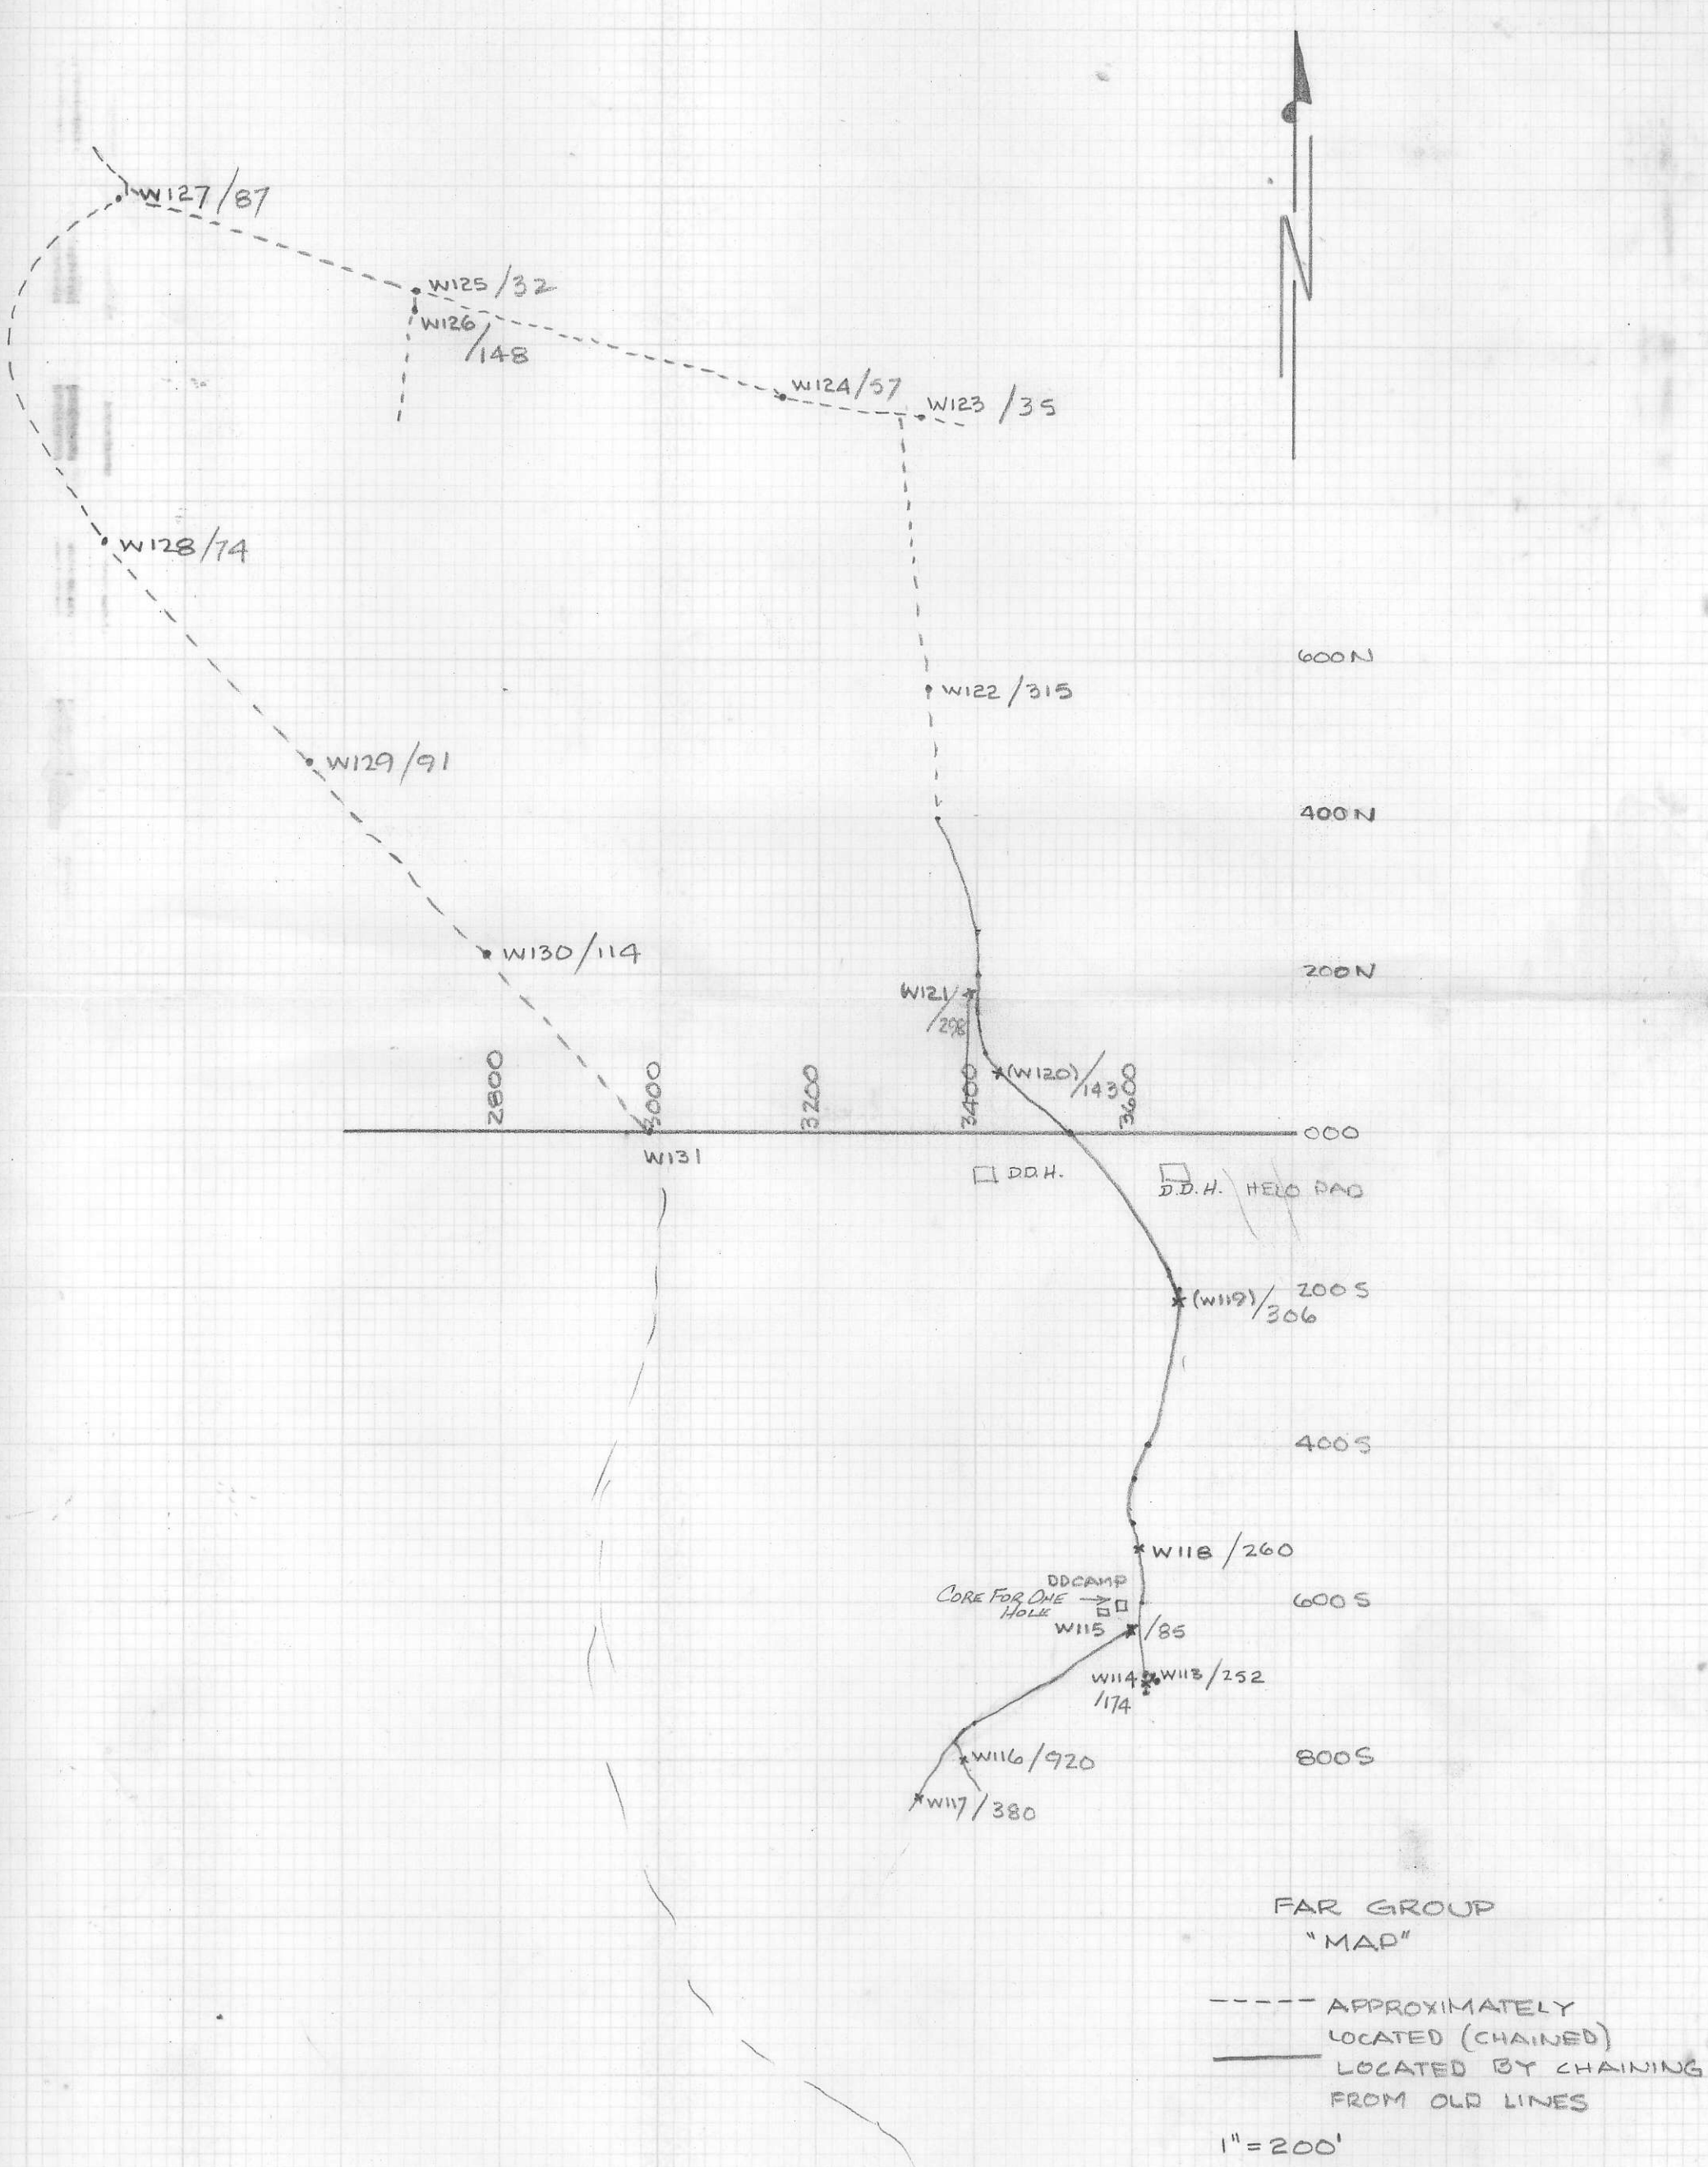 N
W127/87
W125/32
W126
/148
W124/57
W123 /35
W128/74
600N
W122/315
W129/91
400N
W130/114
200N
W121/
/298
(W120)/143
2800
3000
3200
3400
3600
000
W131
D.D.H.
D.D.H. HELO PAD
200S
(W119)/306
400S
W118 /260
DDCAMP
CORE FOR ONE
HOLE
600S
W115 /85
W114 W113/252
/174
W116/920
800S
W117/380
FAR GROUP
"MAP"
APPROXIMATELY
LOCATED (CHAINED)
LOCATED BY CHAINING
FROM OLD LINES
1"=200'